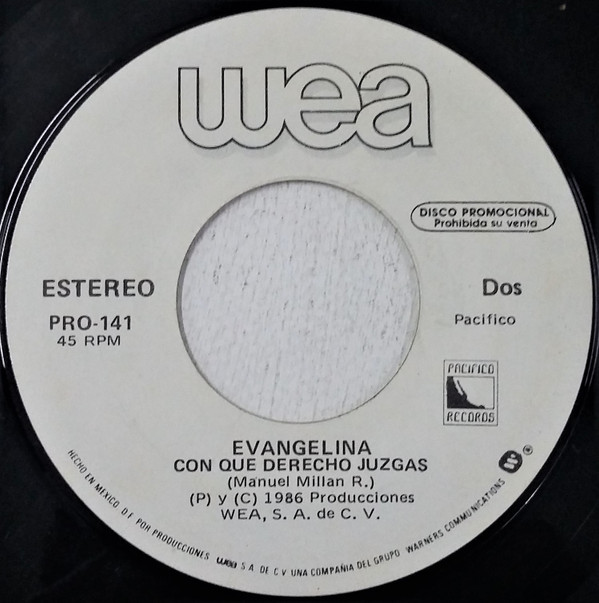 wea
DISCO PROMOCIONAL
Prohibida su venta
ESTEREO
Dos
PRO-141
45 RPM
Pacifico
PACIFICO
RECORDS
EVANGELINA
CON QUE DERECHO JUZGAS
(Manuel Millan R.)
(P) y (C) 1986 Producciones
WEA, S. A. de C. V.
HECHO EN MEXICO D F POR PRODUCCIONES wea S A DE C V UNA COMPAÑIA DEL GRUPO WARNERS COMMUNICATIONS ®